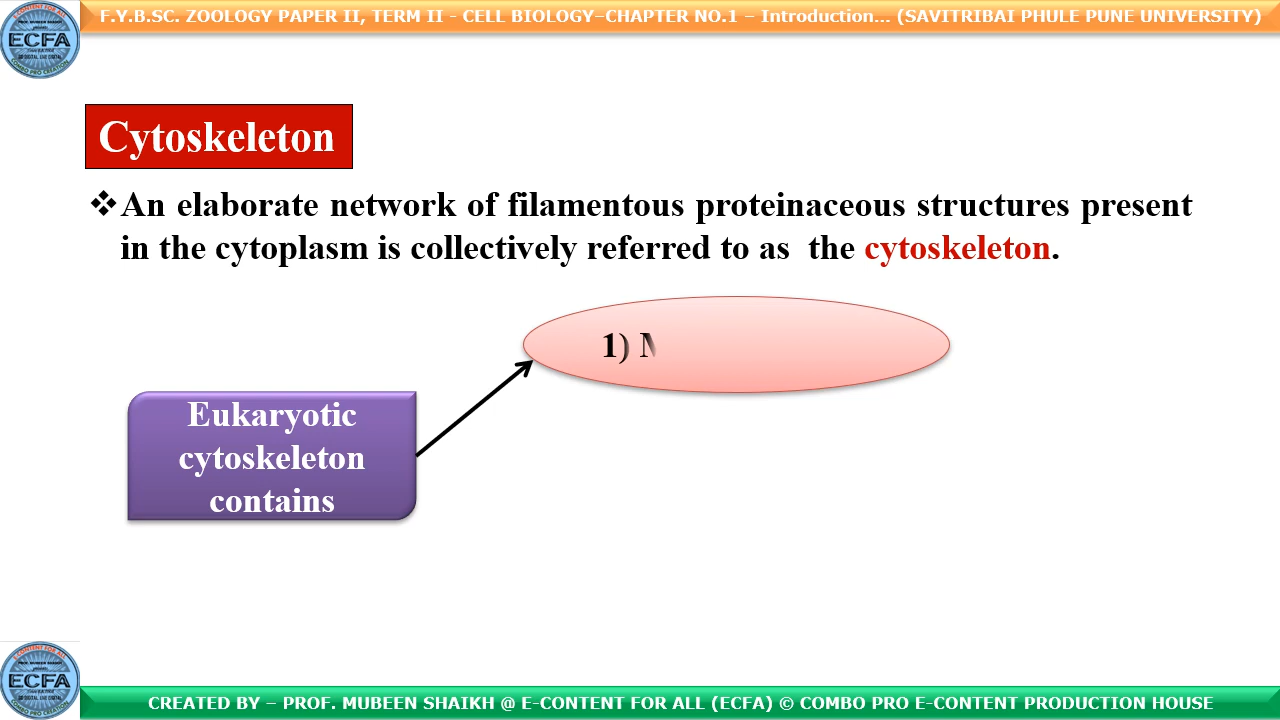 F.Y.B.SC. ZOOLOGY PAPER II, TERM II - CELL BIOLOGY–CHAPTER NO.1 – Introduction... (SAVITRIBAI PHULE PUNE UNIVERSITY)
ECFA
Cytoskeleton
❖An elaborate network of filamentous proteinaceous structures present
in the cytoplasm is collectively referred to as the cytoskeleton.
1)
Eukaryotic
cytoskeleton
contains
ECFA
CREATED BY – PROF. MUBEEN SHAIKH @ E-CONTENT FOR ALL (ECFA) © COMBO PRO E-CONTENT PRODUCTION HOUSE